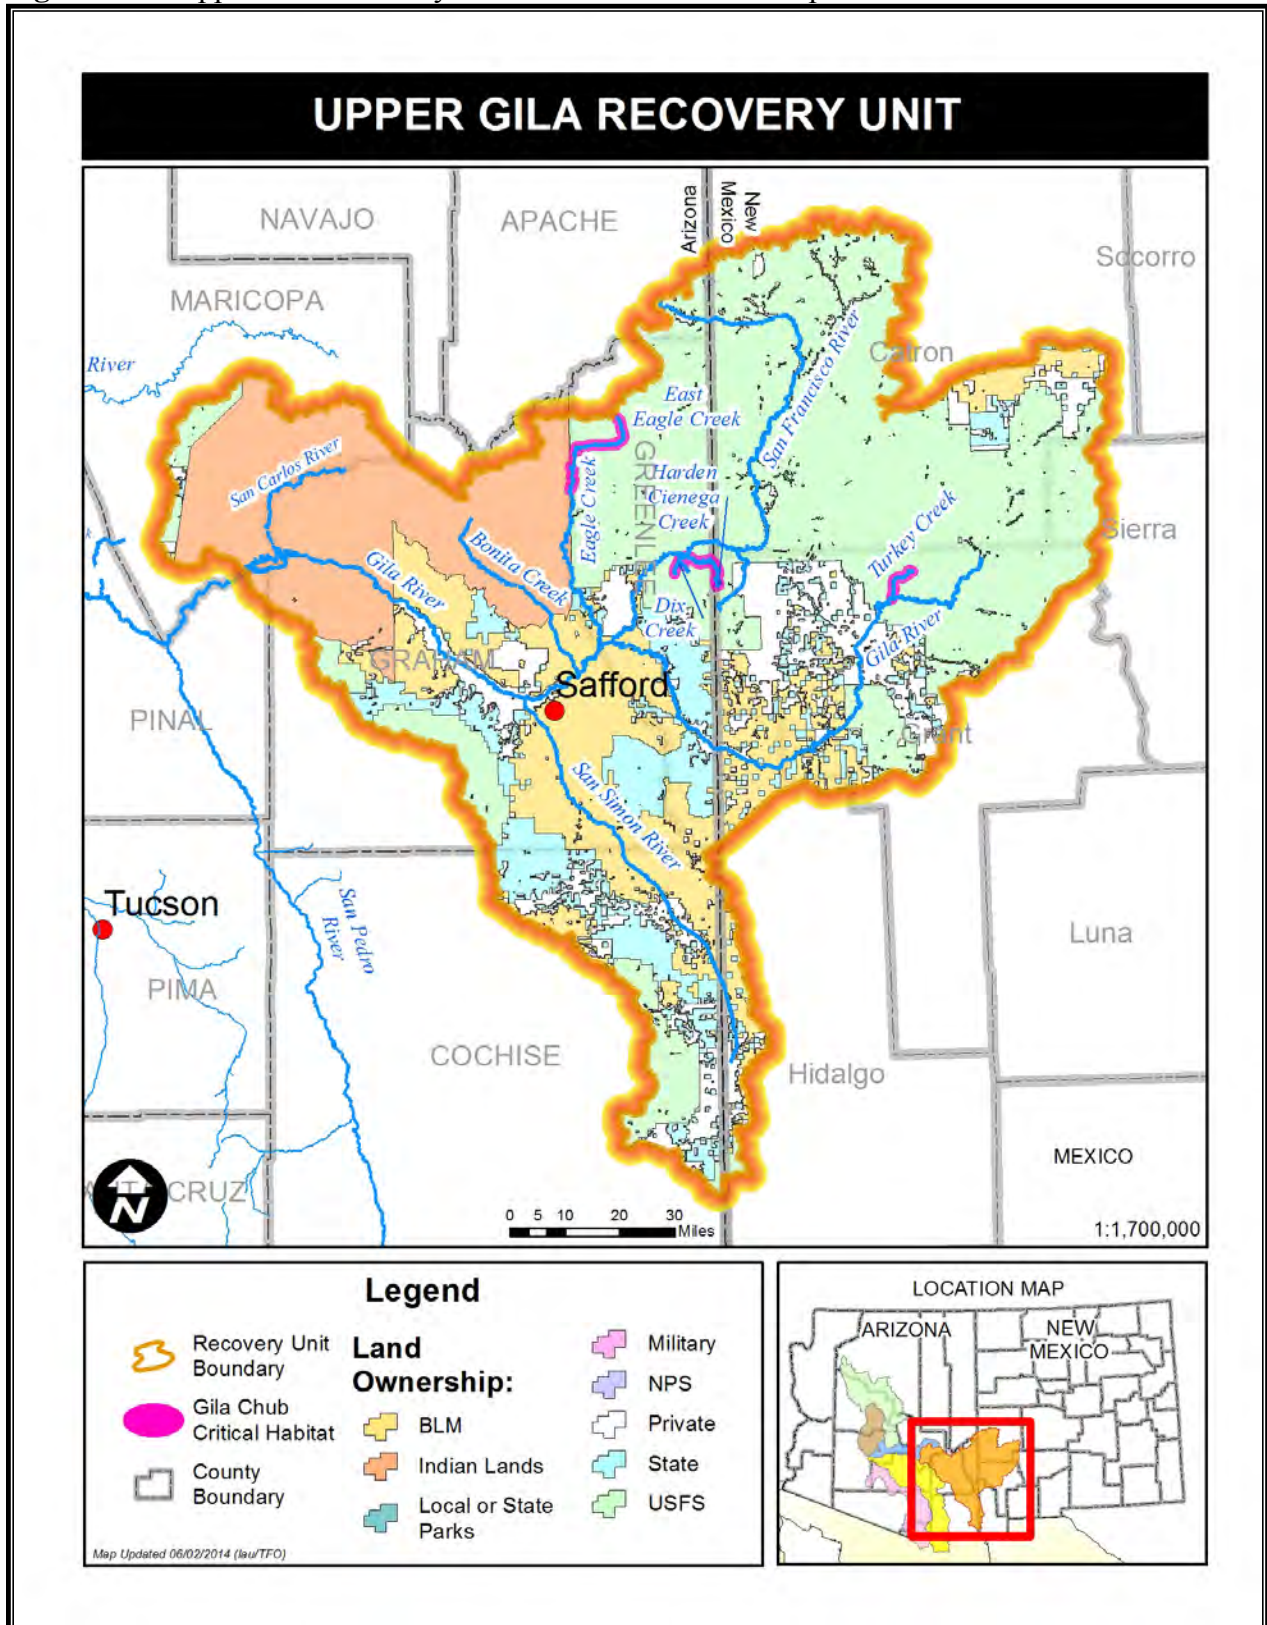 UPPER GILA RECOVERY UNIT
NAVAJO
APACHE
Arizona
New
Mexico
Socorro
MARICOPA
River
Catron
San Francisco River
East
Eagle Creek
San Carlos River
GREENLEE
Harden
Cienega
Creek
Eagle Creek
Turkey Creek
Sierra
Bonita Creek
Gila River
Dix
Creek
Gila River
GRAHAM
Safford
PINAL
Grant
San Simon River
Tucson
San Pedro
River
Luna
PIMA
COCHISE
Hidalgo
MEXICO
CRUZ
N
0 5 10 20 30
Miles
1:1,700,000
Legend
Recovery Unit
Boundary
Gila Chub
Critical Habitat
County
Boundary
Land
Ownership:
BLM
Indian Lands
Local or State
Parks
Military
NPS
Private
State
USFS
Map Updated 06/02/2014 (lau/TFO)
LOCATION MAP
ARIZONA
NEW
MEXICO